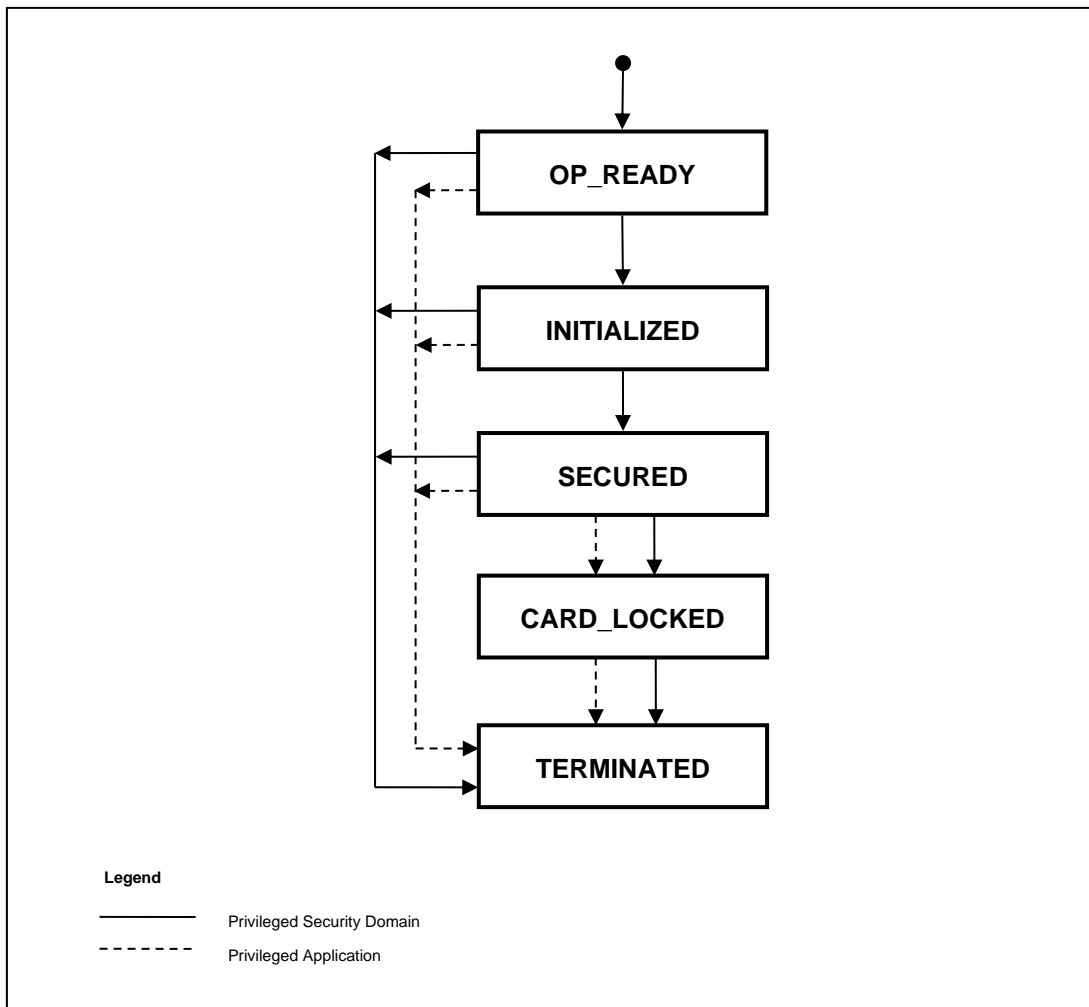 OP_READY
INITIALIZED
SECURED
CARD_LOCKED
TERMINATED
Legend
Privileged Security Domain
Privileged Application